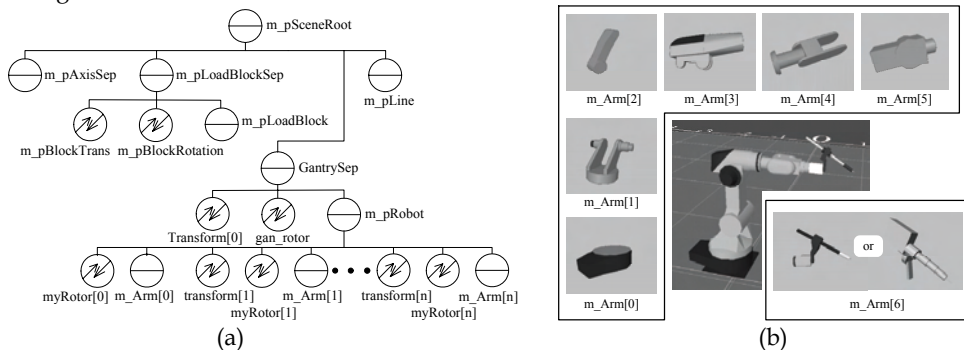 m_pSceneRoot
m_pAxisSep
m_pLoadBlockSep
m_pLine
m_pBlockTrans
m_pBlockRotation
m_pLoadBlock
GantrySep
Transform[0]
gan_rotor
m_pRobot
myRotor[0]
m_Arm[0]
transform[1]
myRotor[1]
m_Arm[1]
transform[n]
myRotor[n]
m_Arm[n]
(a)
m_Arm[2]
m_Arm[3]
m_Arm[4]
m_Arm[5]
m_Arm[1]
m_Arm[0]
or
m_Arm[6]
(b)